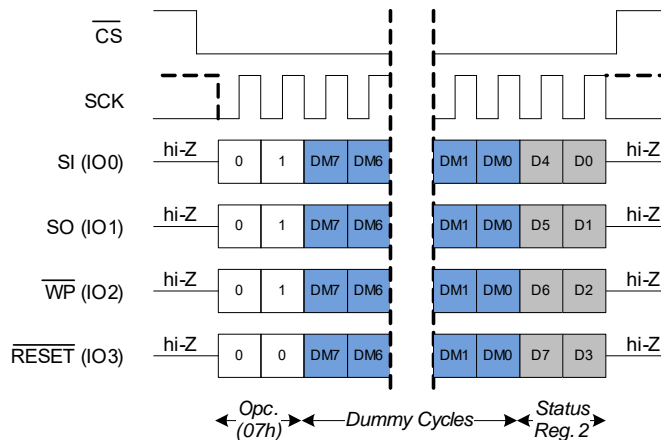 CS
SCK
hi-Z hi-Z
SI (IO0) 0 1 DM7 DM6 DM1 DM0 D4 D0
hi-Z hi-Z
SO (IO1) 0 1 DM7 DM6 DM1 DM0 D5 D1
hi-Z hi-Z
WP (IO2) 0 1 DM7 DM6 DM1 DM0 D6 D2
hi-Z hi-Z
RESET (IO3) 0 0 DM7 DM6 DM1 DM0 D7 D3
Opc. Status
(07h) Dummy Cycles Reg. 2